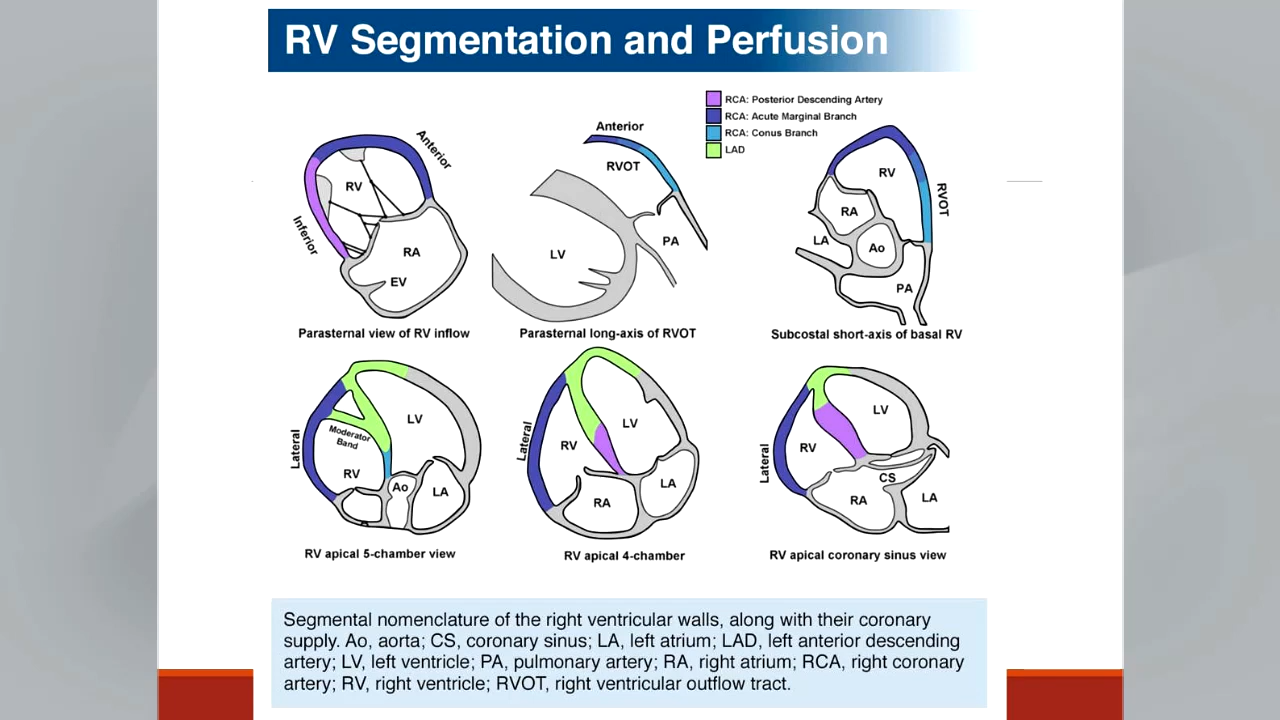 RV Segmentation and Perfusion
RCA: Posterior Descending Artery
RCA: Acute Marginal Branch
RCA: Conus Branch
LAD
Anterior
RV
Inferior
RA
EV
Parasternal view of RV inflow
Anterior
RVOT
LV
PA
Parasternal long-axis of RVOT
RV
RVOT
RA
LA
Ao
PA
Subcostal short-axis of basal RV
Lateral
LV
Moderator
Band
RV
Ao
LA
RV apical 5-chamber view
Lateral
LV
RV
RA
LA
RV apical 4-chamber
Lateral
LV
RV
CS
RA
LA
RV apical coronary sinus view
Segmental nomenclature of the right ventricular walls, along with their coronary
supply. Ao, aorta; CS, coronary sinus; LA, left atrium; LAD, left anterior descending
artery; LV, left ventricle; PA, pulmonary artery; RA, right atrium; RCA, right coronary
artery; RV, right ventricle; RVOT, right ventricular outflow tract.